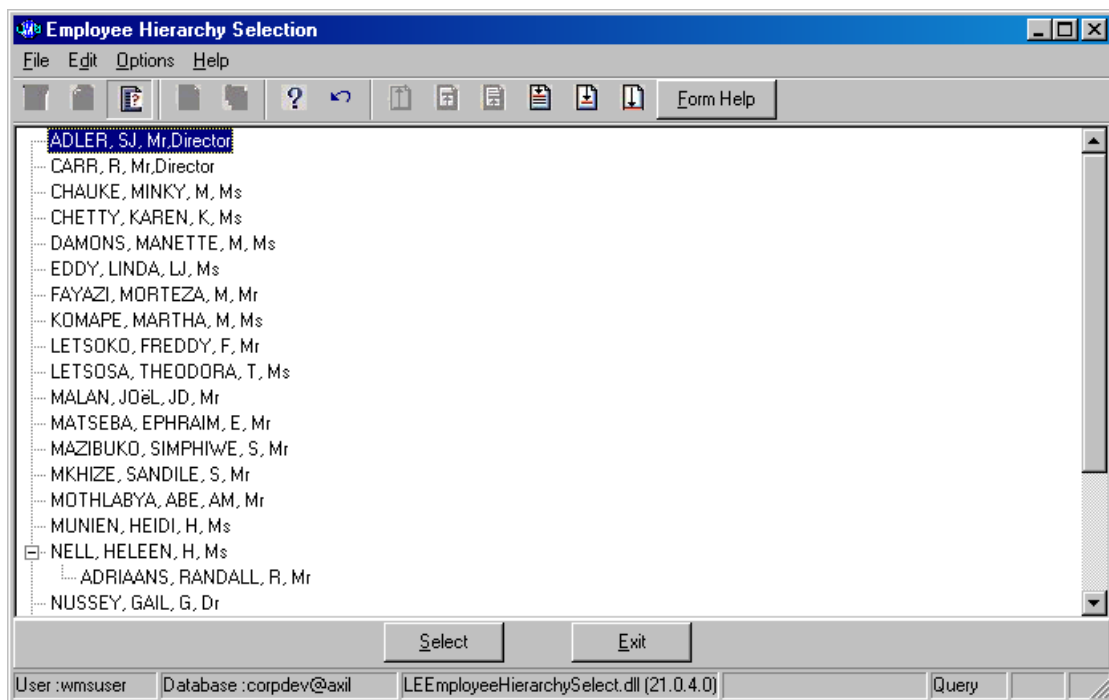 Employee Hierarchy Selection
File Edit Options Help
? Form Help
ADLER, SJ, Mr,Director
CARR, R, Mr,Director
CHAUKE, MINKY, M, Ms
CHETTY, KAREN, K, Ms
DAMONS, MANETTE, M, Ms
EDDY, LINDA, LJ, Ms
FAYAZI, MORTEZA, M, Mr
KOMAPE, MARTHA, M, Ms
LETSOKO, FREDDY, F, Mr
LETSOSA, THEODORA, T, Ms
MALAN, JOëL, JD, Mr
MATSEBA, EPHRAIM, E, Mr
MAZIBUKO, SIMPHIWE, S, Mr
MKHIZE, SANDILE, S, Mr
MOTHLABYA, ABE, AM, Mr
MUNIEN, HEIDI, H, Ms
NELL, HELEEN, H, Ms
ADRIAANS, RANDALL, R, Mr
NUSSEY, GAIL, G, Dr
Select Exit
User :wmsuser Database :corpdev@axil LEEmployeeHierarchySelect.dll (21.0.4.0) Query